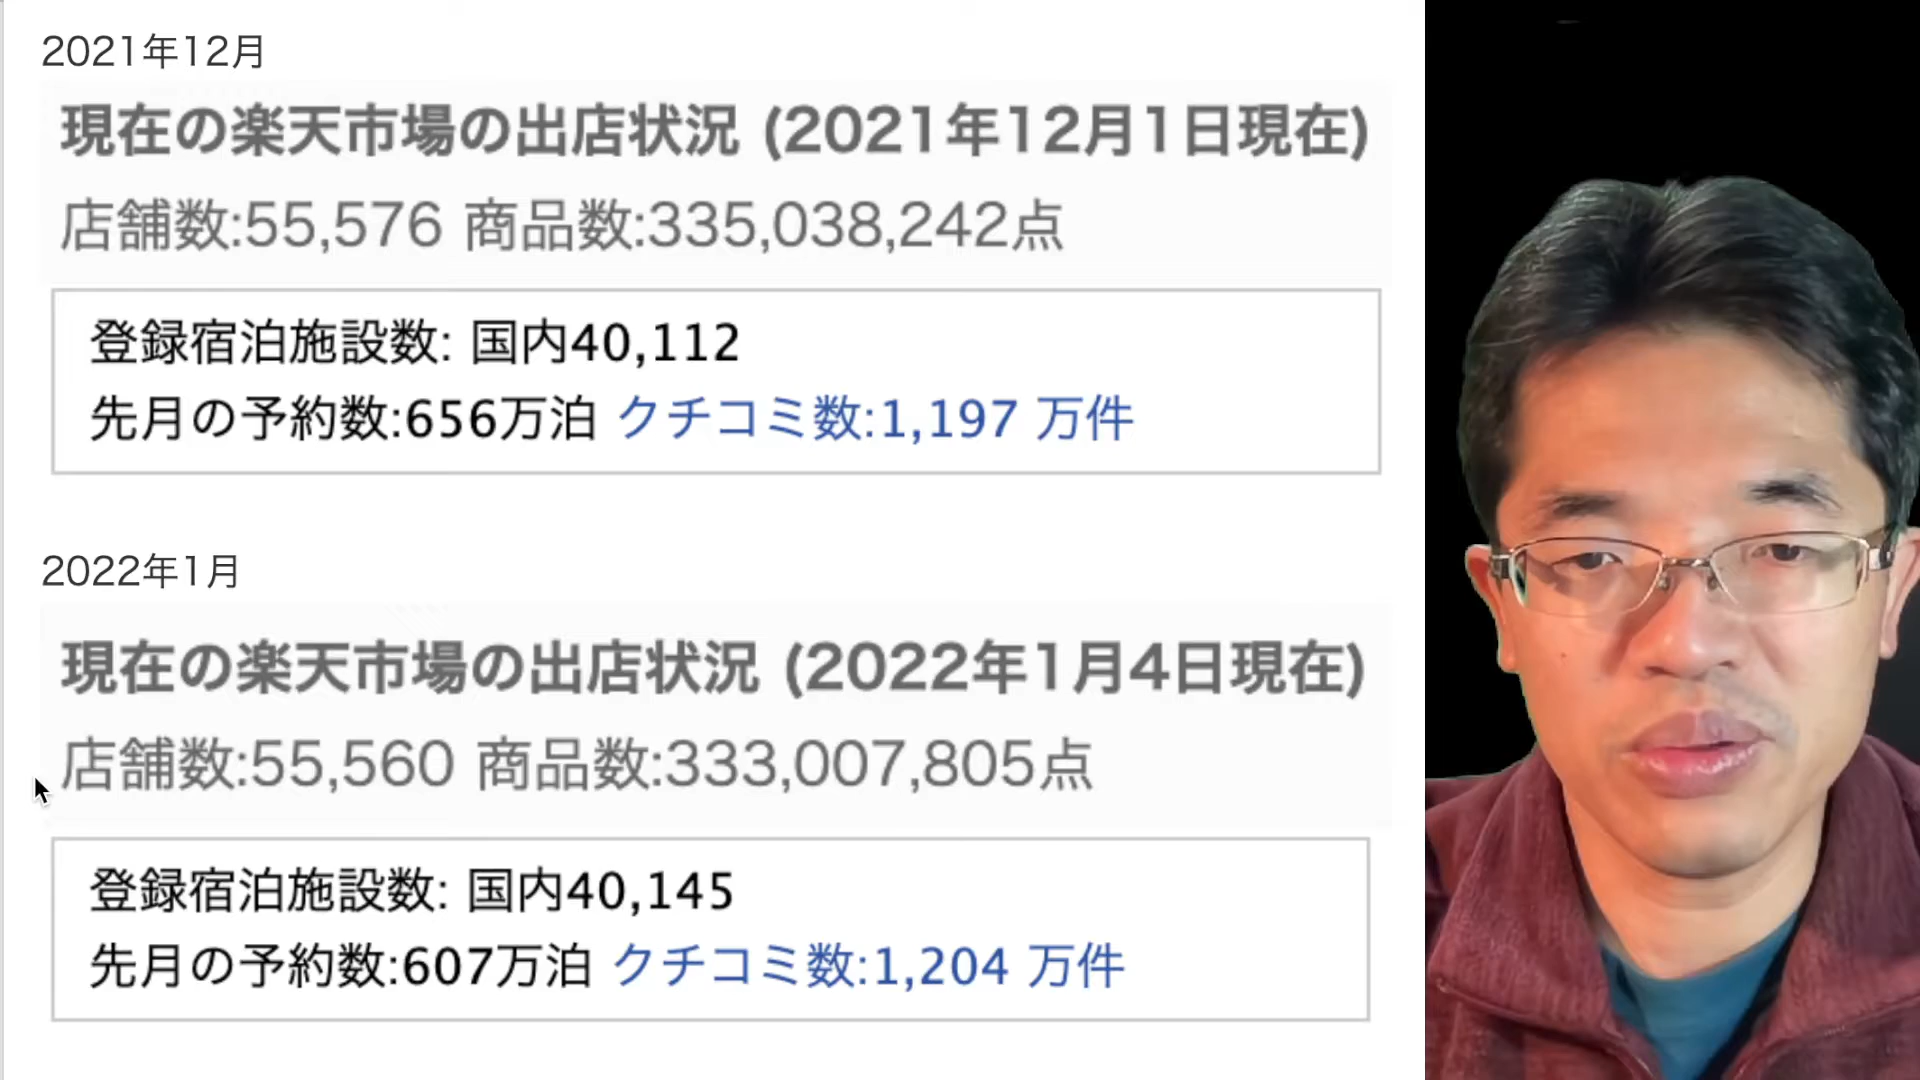 2021年12月
現在の楽天市場の出店状況 (2021年12月1日現在)
店舗数:55,576 商品数:335,038,242点
登録宿泊施設数: 国内40,112
先月の予約数:656万泊 クチコミ数:1,197 万件
2022年1月
現在の楽天市場の出店状況 (2022年1月4日現在)
店舗数:55,560 商品数:333,007,805点
登録宿泊施設数: 国内40,145
先月の予約数:607万泊 クチコミ数:1,204 万件